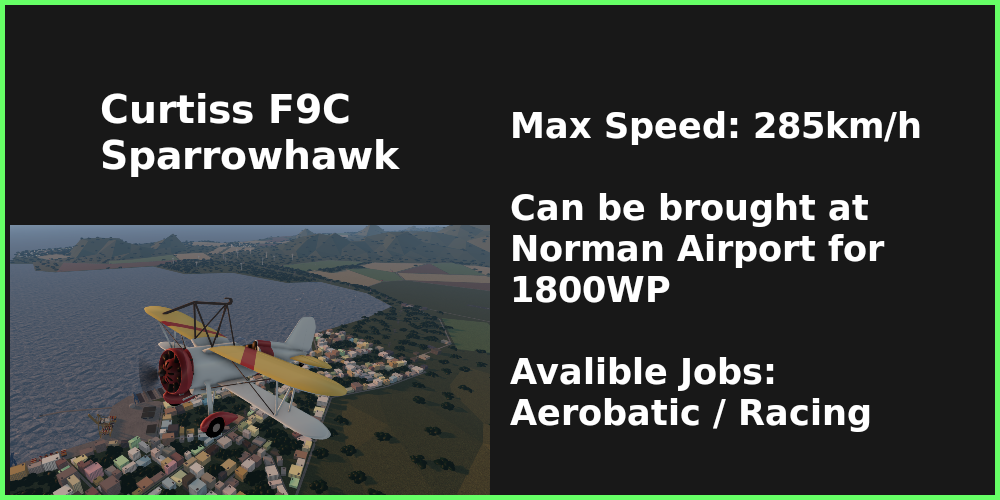 Curtiss F9C
Sparrowhawk
Max Speed: 285km/h
Can be brought at
Norman Airport for
1800WP
Avalible Jobs:
Aerobatic / Racing